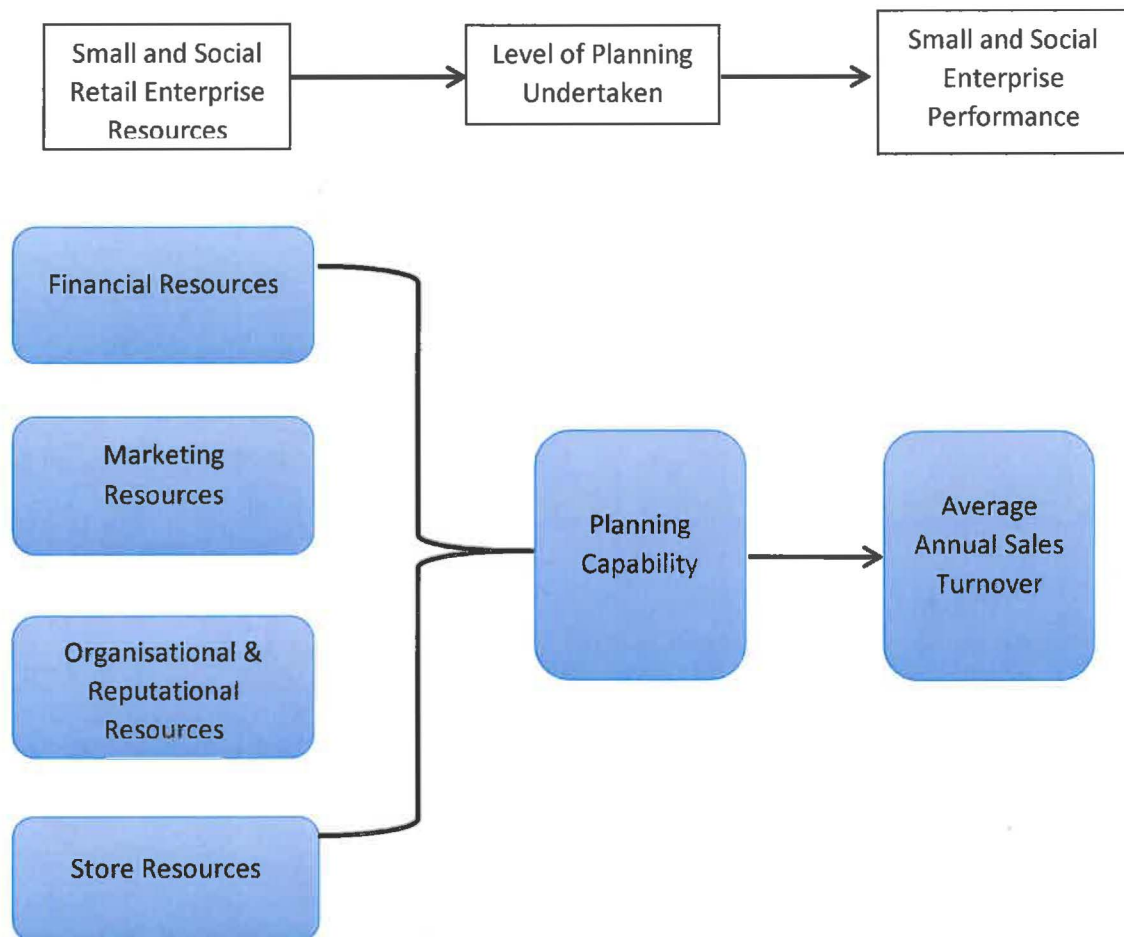 Small and Social
Retail Enterprise
Resources
Level of Planning
Undertaken
Small and Social
Enterprise
Performance
Financial Resources
Marketing
Resources
Organisational &
Reputational
Resources
Store Resources
Planning
Capability
Average
Annual Sales
Turnover